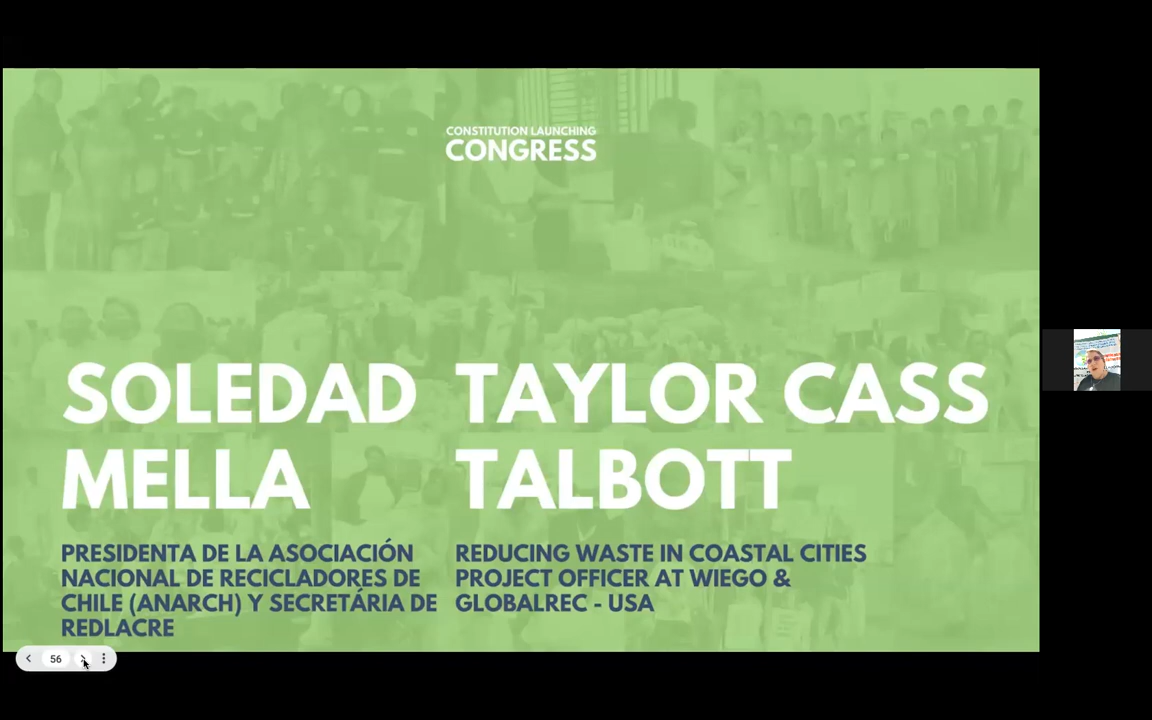 CONSTITUTION LAUNCHING
CONGRESS
SOLEDAD
MELLA
PRESIDENTA DE LA ASOCIACIÓN
NACIONAL DE RECICLADORES DE
CHILE (ANARCH) Y SECRETÁRIA DE
REDLACRE
TAYLOR CASS
TALBOTT
REDUCING WASTE IN COASTAL CITIES
PROJECT OFFICER AT WIEGO &
GLOBALREC - USA
56